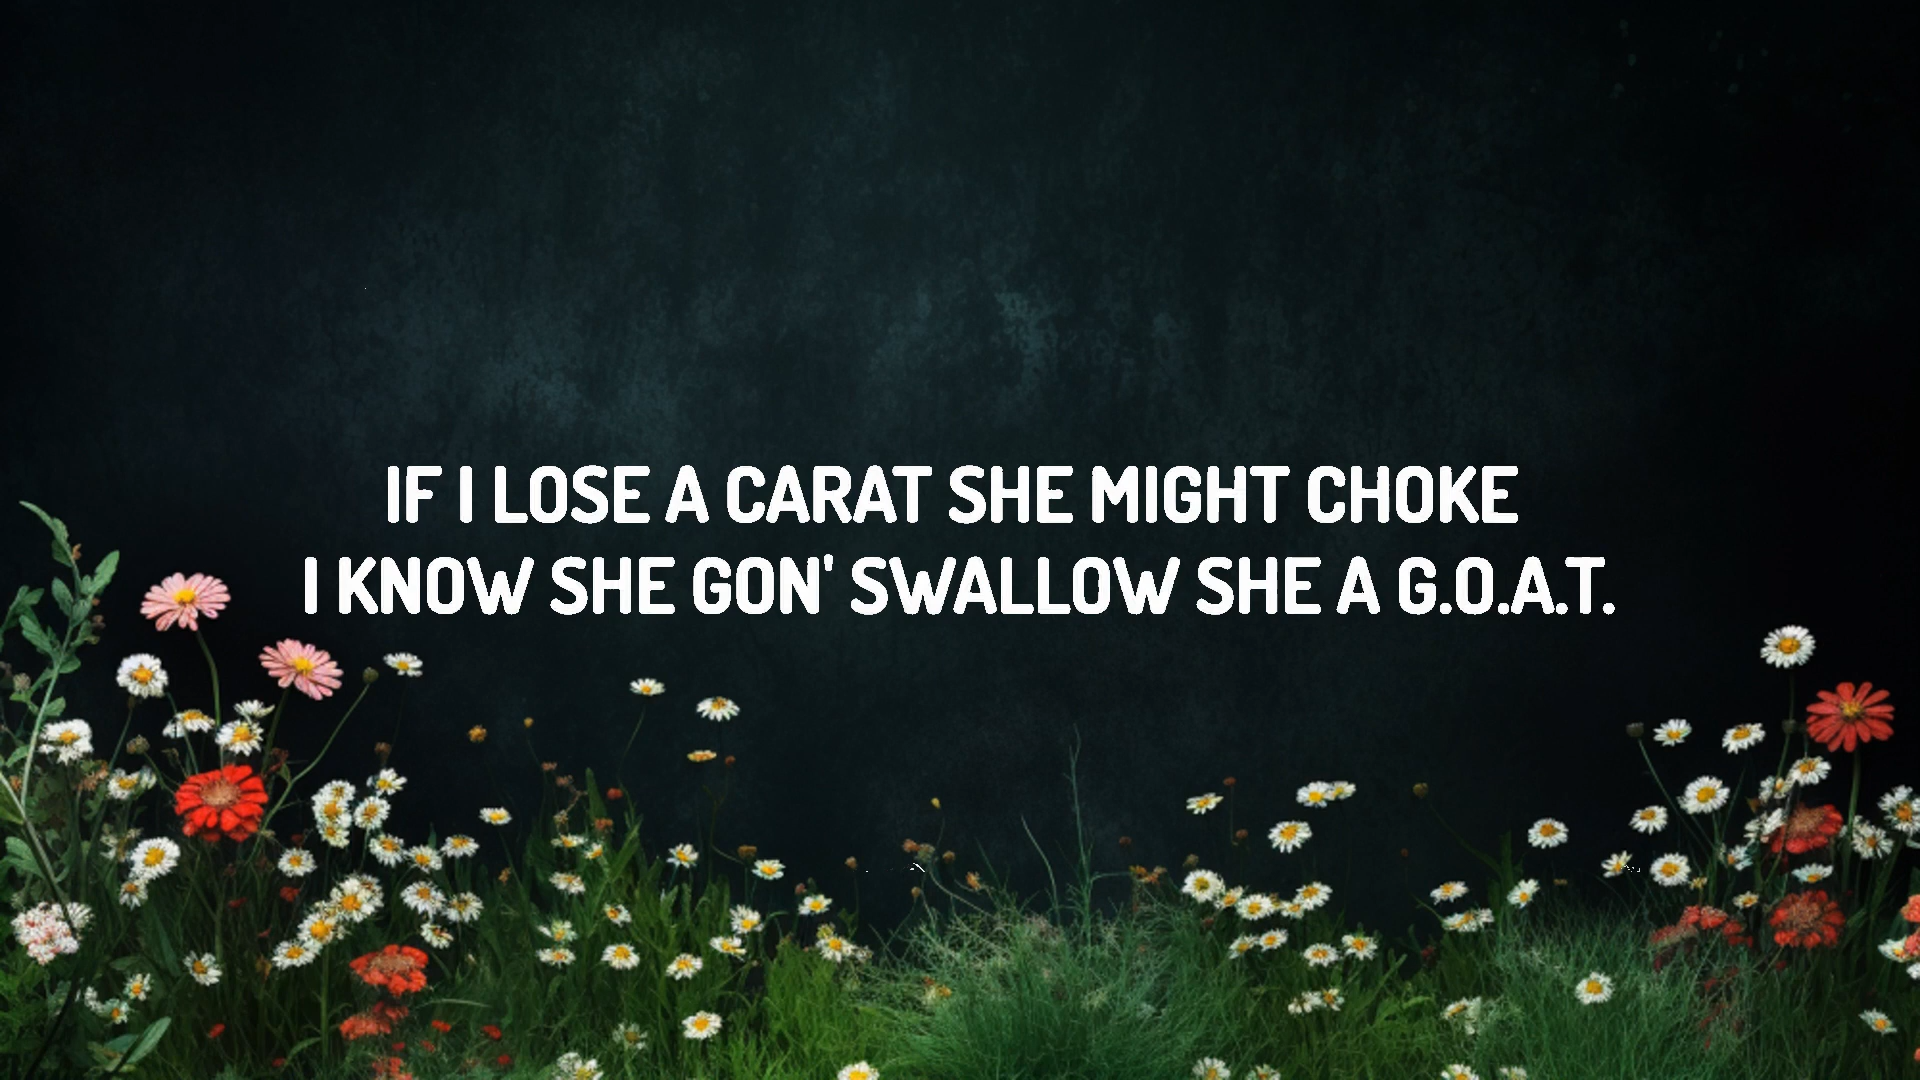 IF I LOSE A CARAT SHE MIGHT CHOKE
I KNOW SHE GON' SWALLOW SHE A G.O.A.T.